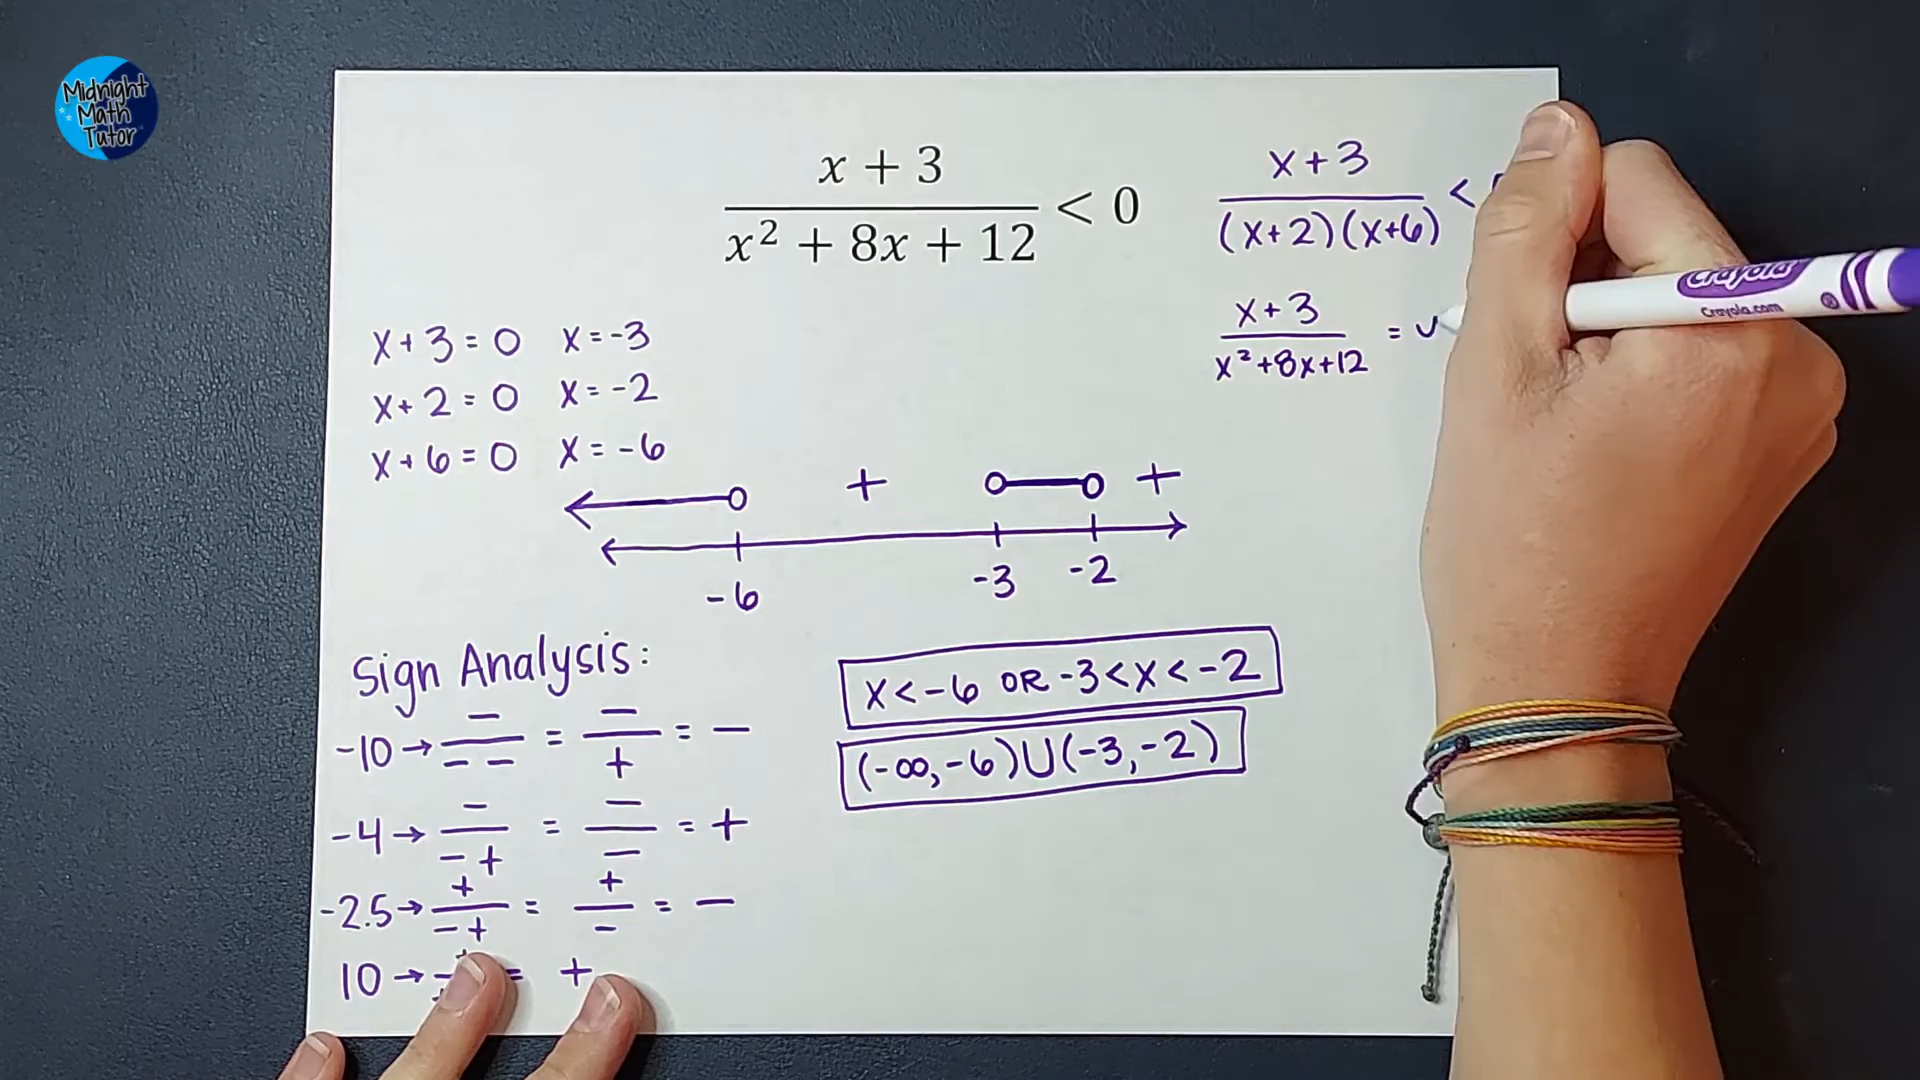 Midnight
Math
Tutor
x + 3
x² + 8x + 12
< 0
x+3
(x+2)(x+6)
<
x+3
x²+8x+12
=
x+3=0 x=-3
x+2=0 x=-2
x+6=0 x=-6
+ +
-6 -3 -2
Sign Analysis:
-10→ − / − − = − / + = −
-4→ − / − + = − / − = +
-2.5→ + / − + = + / − = −
10→ = +
x<-6 OR -3<x<-2
(-∞,-6)∪(-3,-2)
Crayola
Crayola.com